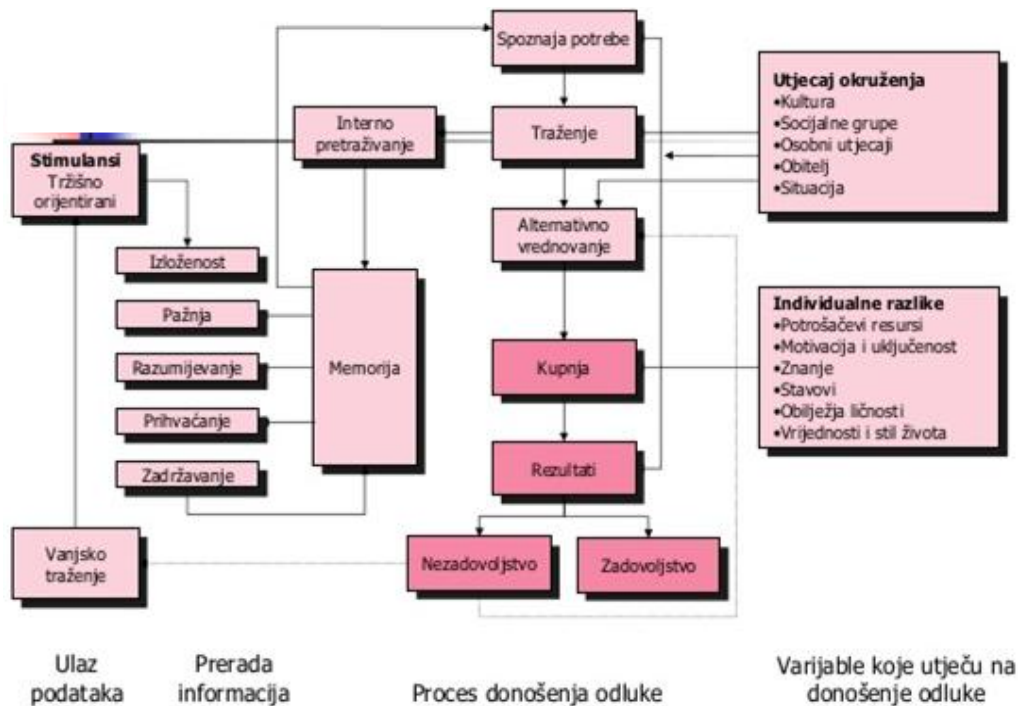 Spoznaja potrebe
Utjecaj okruženja
•Kultura
•Socijalne grupe
•Osobni utjecaji
•Obitelj
•Situacija
Interno
pretraživanje
Traženje
Stimulansi
Tržišno
orijentirani
Alternativno
vrednovanje
Izloženost
Pažnja
Razumijevanje
Prihvaćanje
Zadržavanje
Memorija
Kupnja
Individualne razlike
•Potrošačevi resursi
•Motivacija i uključenost
•Znanje
•Stavovi
•Obilježja ličnosti
•Vrijednosti i stil života
Rezultati
Vanjsko
traženje
Nezadovoljstvo
Zadovoljstvo
Ulaz
podataka
Prerada
informacija
Proces donošenja odluke
Varijable koje utječu na
donošenje odluke